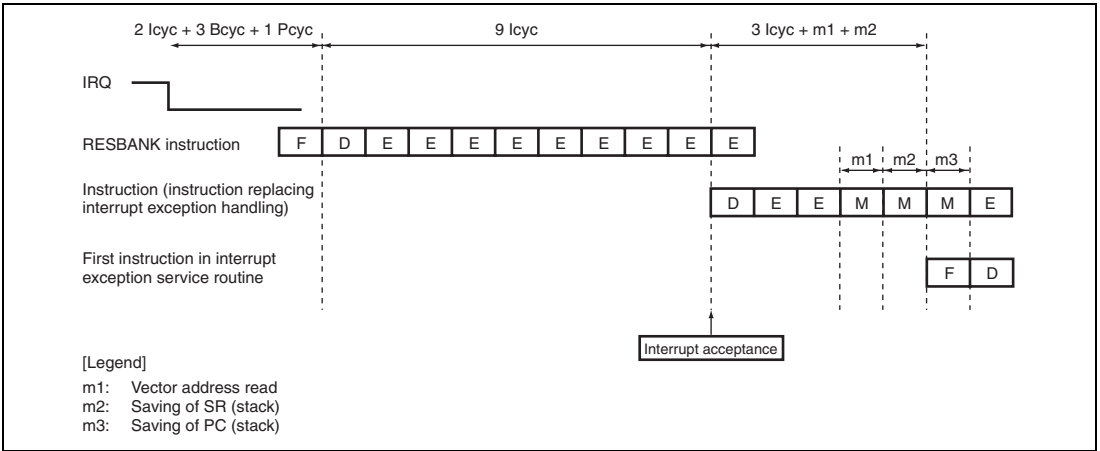 2 Icyc + 3 Bcyc + 1 Pcyc 9 Icyc 3 Icyc + m1 + m2
IRQ
RESBANK instruction F D E E E E E E E E E
m1 m2 m3
Instruction (instruction replacing
interrupt exception handling)
D E E M M M E
First instruction in interrupt
exception service routine
F D
Interrupt acceptance
[Legend]
m1: Vector address read
m2: Saving of SR (stack)
m3: Saving of PC (stack)